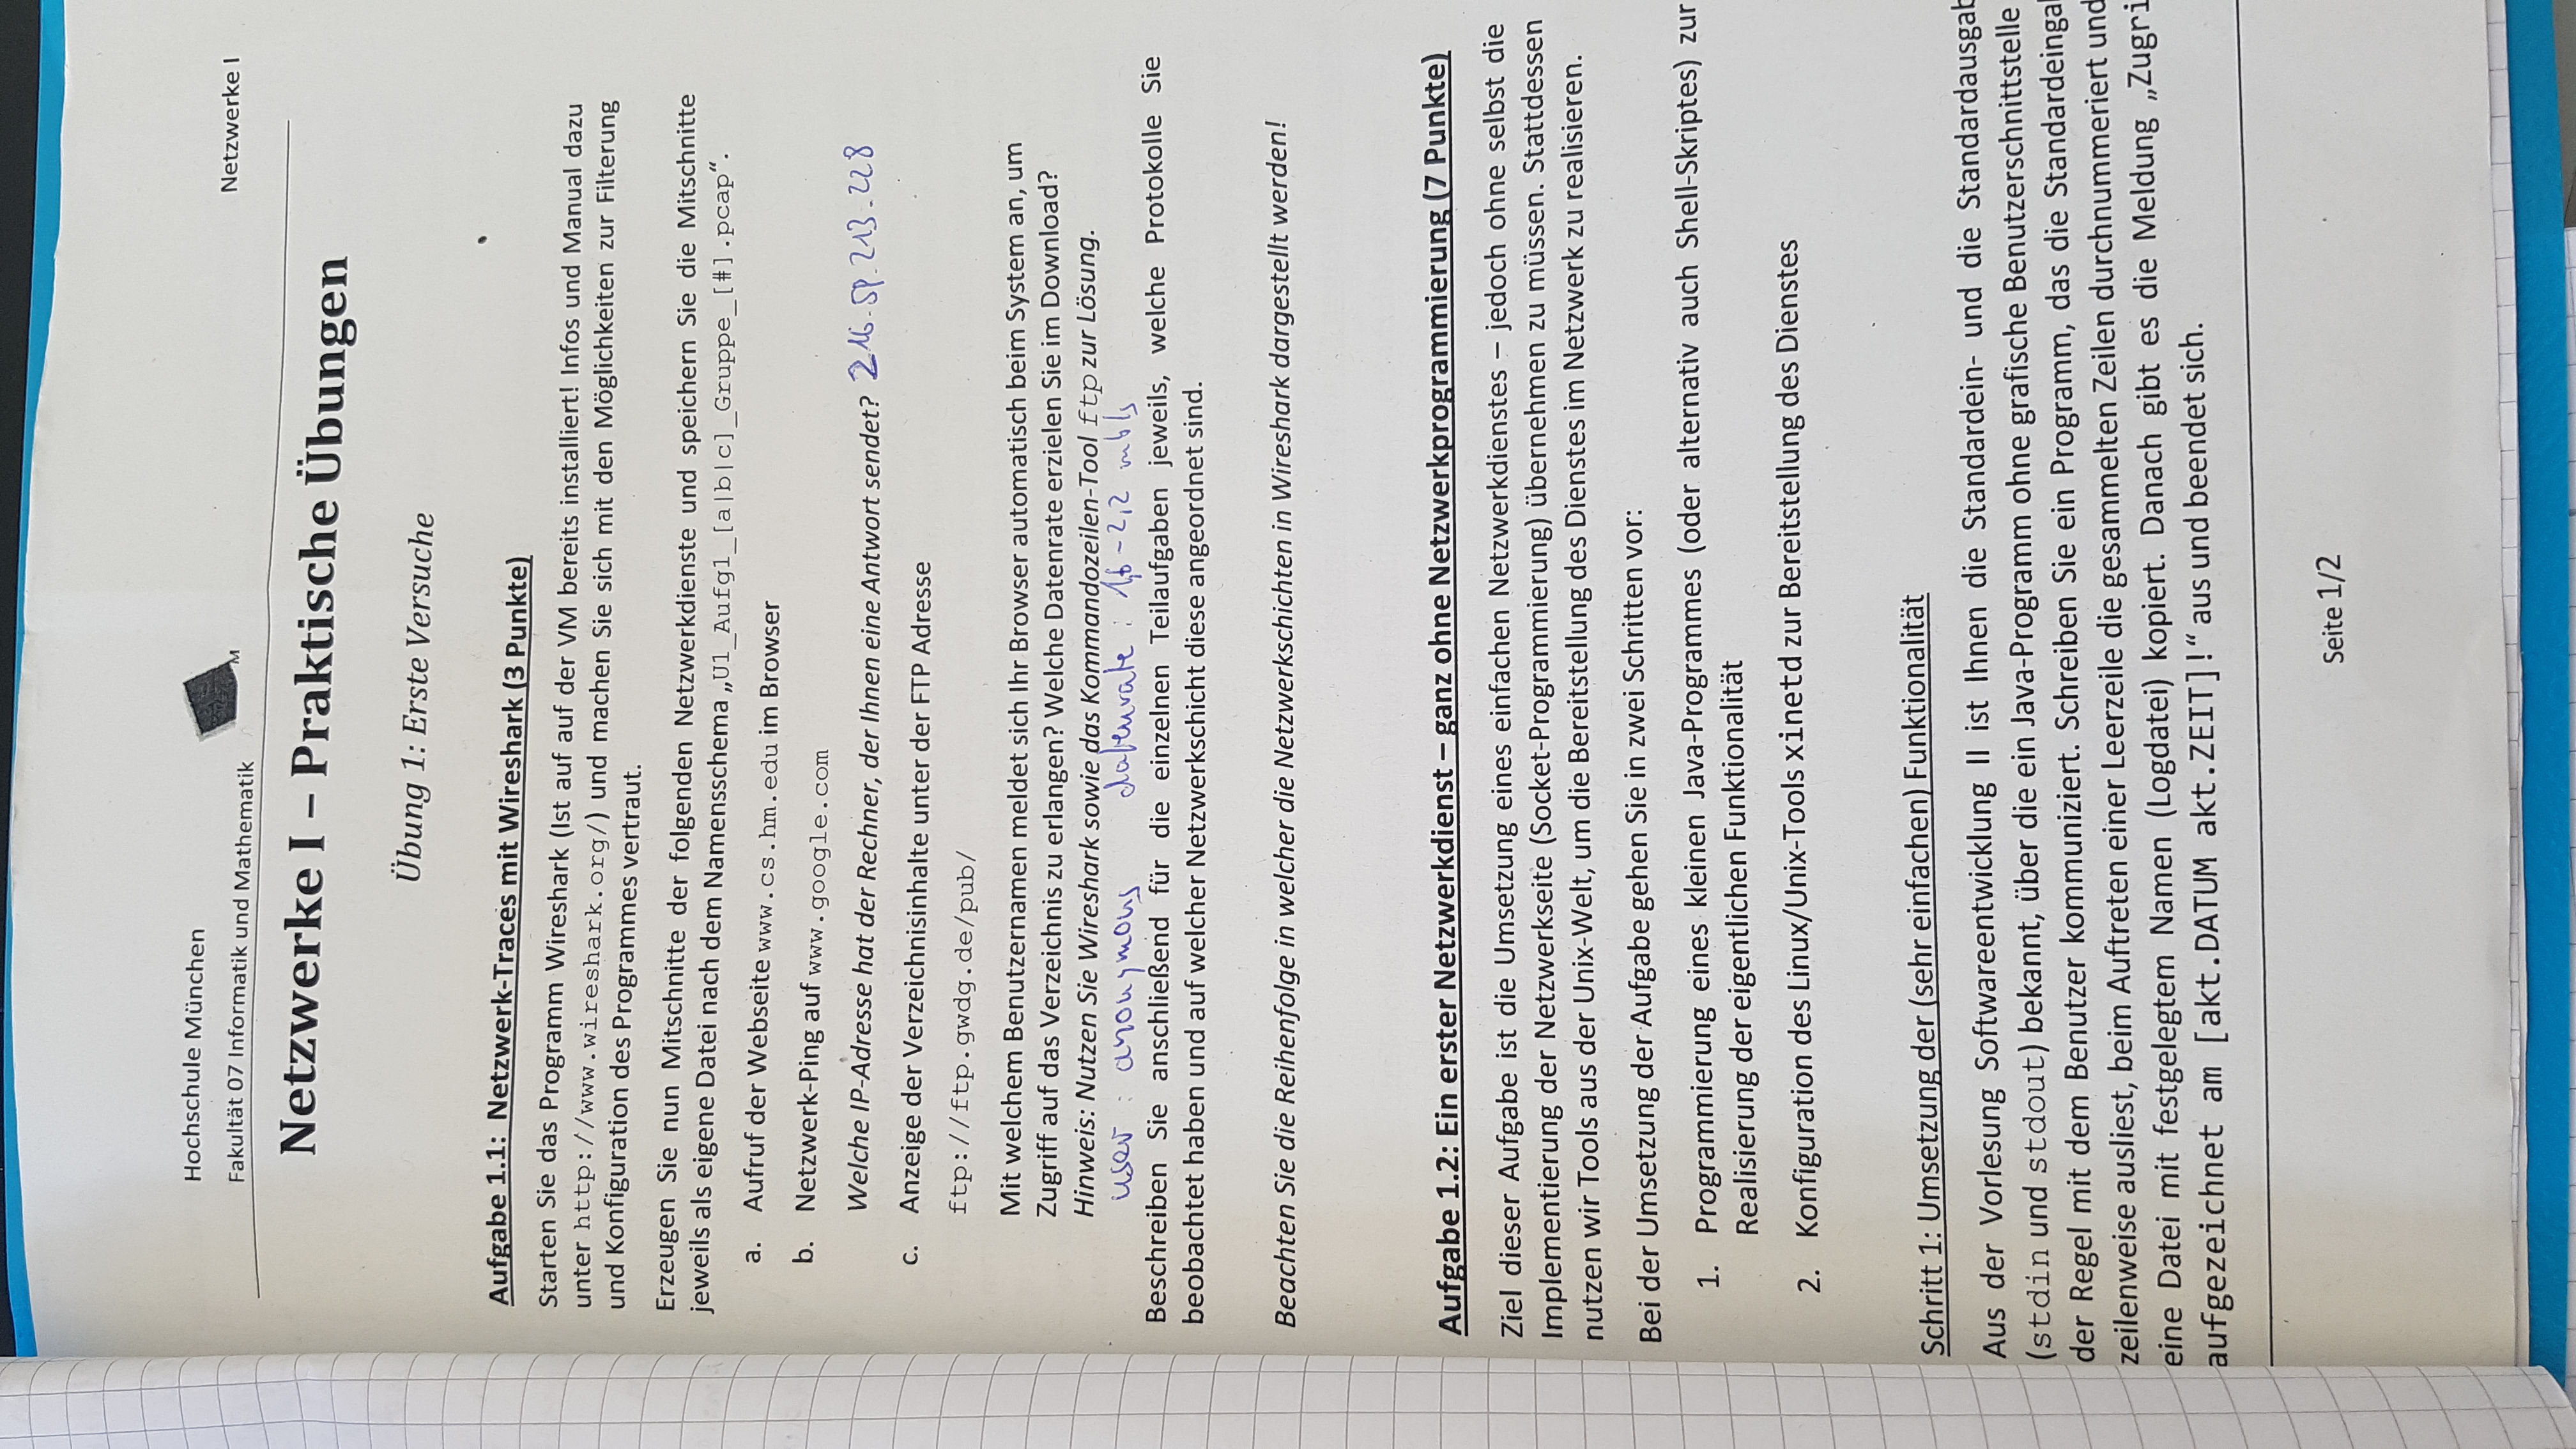 Hochschule München
Fakultät 07 Informatik und Mathematik
M
Netzwerke I
Netzwerke I – Praktische Übungen
Übung 1: Erste Versuche
Aufgabe 1.1: Netzwerk-Traces mit Wireshark (3 Punkte)
Starten Sie das Programm Wireshark (Ist auf auf der VM bereits installiert! Infos und Manual dazu
unter http://www.wireshark.org/) und machen Sie sich mit den Möglichkeiten zur Filterung
und Konfiguration des Programmes vertraut.
Erzeugen Sie nun Mitschnitte der folgenden Netzwerkdienste und speichern Sie die Mitschnitte
jeweils als eigene Datei nach dem Namensschema „U1_Aufg1_[a|b|c]_Gruppe_[#].pcap“.
a. Aufruf der Webseite www.cs.hm.edu im Browser
b. Netzwerk-Ping auf www.google.com
Welche IP-Adresse hat der Rechner, der Ihnen eine Antwort sendet? 216.58.213.228
c. Anzeige der Verzeichnisinhalte unter der FTP Adresse
ftp://ftp.gwdg.de/pub/
Mit welchem Benutzernamen meldet sich Ihr Browser automatisch beim System an, um
Zugriff auf das Verzeichnis zu erlangen? Welche Datenrate erzielen Sie im Download?
Hinweis: Nutzen Sie Wireshark sowie das Kommandozeilen-Tool ftp zur Lösung.
user : anonymous datenrate : 1,6 - 2,2 mb/s
Beschreiben Sie anschließend für die einzelnen Teilaufgaben jeweils, welche Protokolle Sie
beobachtet haben und auf welcher Netzwerkschicht diese angeordnet sind.
Beachten Sie die Reihenfolge in welcher die Netzwerkschichten in Wireshark dargestellt werden!
Aufgabe 1.2: Ein erster Netzwerkdienst – ganz ohne Netzwerkprogrammierung (7 Punkte)
Ziel dieser Aufgabe ist die Umsetzung eines einfachen Netzwerkdienstes – jedoch ohne selbst die
Implementierung der Netzwerkseite (Socket-Programmierung) übernehmen zu müssen. Stattdessen
nutzen wir Tools aus der Unix-Welt, um die Bereitstellung des Dienstes im Netzwerk zu realisieren.
Bei der Umsetzung der Aufgabe gehen Sie in zwei Schritten vor:
1. Programmierung eines kleinen Java-Programmes (oder alternativ auch Shell-Skriptes) zur
Realisierung der eigentlichen Funktionalität
2. Konfiguration des Linux/Unix-Tools xinetd zur Bereitstellung des Dienstes
Schritt 1: Umsetzung der (sehr einfachen) Funktionalität
Aus der Vorlesung Softwareentwicklung II ist Ihnen die Standardein- und die Standardausgab
(stdin und stdout) bekannt, über die ein Java-Programm ohne grafische Benutzerschnittstelle
der Regel mit dem Benutzer kommuniziert. Schreiben Sie ein Programm, das die Standardeinga
zeilenweise ausliest, beim Auftreten einer Leerzeile die gesammelten Zeilen durchnummeriert und
eine Datei mit festgelegtem Namen (Logdatei) kopiert. Danach gibt es die Meldung „Zugri
aufgezeichnet am [akt.DATUM akt.ZEIT]!“ aus und beendet sich.
Seite 1/2